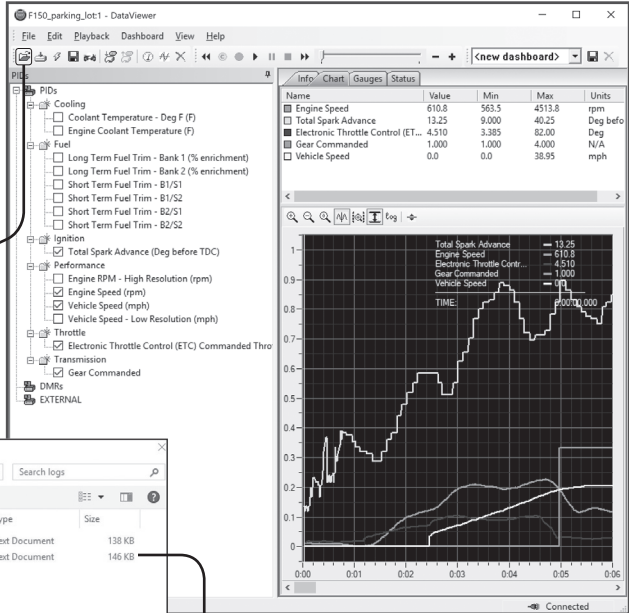 F150_parking_lot:1 - DataViewer
File Edit Playback Dashboard View Help
<new dashboard>
PIDs
PIDs
Cooling
Coolant Temperature - Deg F (F)
Engine Coolant Temperature (F)
Fuel
Long Term Fuel Trim - Bank 1 (% enrichment)
Long Term Fuel Trim - Bank 2 (% enrichment)
Short Term Fuel Trim - B1/S1
Short Term Fuel Trim - B1/S2
Short Term Fuel Trim - B2/S1
Short Term Fuel Trim - B2/S2
Ignition
Total Spark Advance (Deg before TDC)
Performance
Engine RPM - High Resolution (rpm)
Engine Speed (rpm)
Vehicle Speed (mph)
Vehicle Speed - Low Resolution (mph)
Throttle
Electronic Throttle Control (ETC) Commanded Thro
Transmission
Gear Commanded
DMRs
EXTERNAL
Info Chart Gauges Status
Name Value Min Max Units
Engine Speed 610.8 563.5 4513.8 rpm
Total Spark Advance 13.25 9.000 40.25 Deg befo
Electronic Throttle Control (ET... 4.510 3.385 82.00 Deg
Gear Commanded 1.000 1.000 4.000 N/A
Vehicle Speed 0.0 0.0 38.95 mph
Log
Total Spark Advance 13.25
Engine Speed 610.8
Electronic Throttle Contr... 4.510
Gear Commanded 1.000
Vehicle Speed 0.0
TIME:
1
0.9
0.8
0.7
0.6
0.5
0.4
0.3
0.2
0.1
0
0:00 0:01 0:02 0:03 0:04 0:05 0:06
Connected
Search logs
ype Size
ext Document 138 KB
ext Document 146 KB